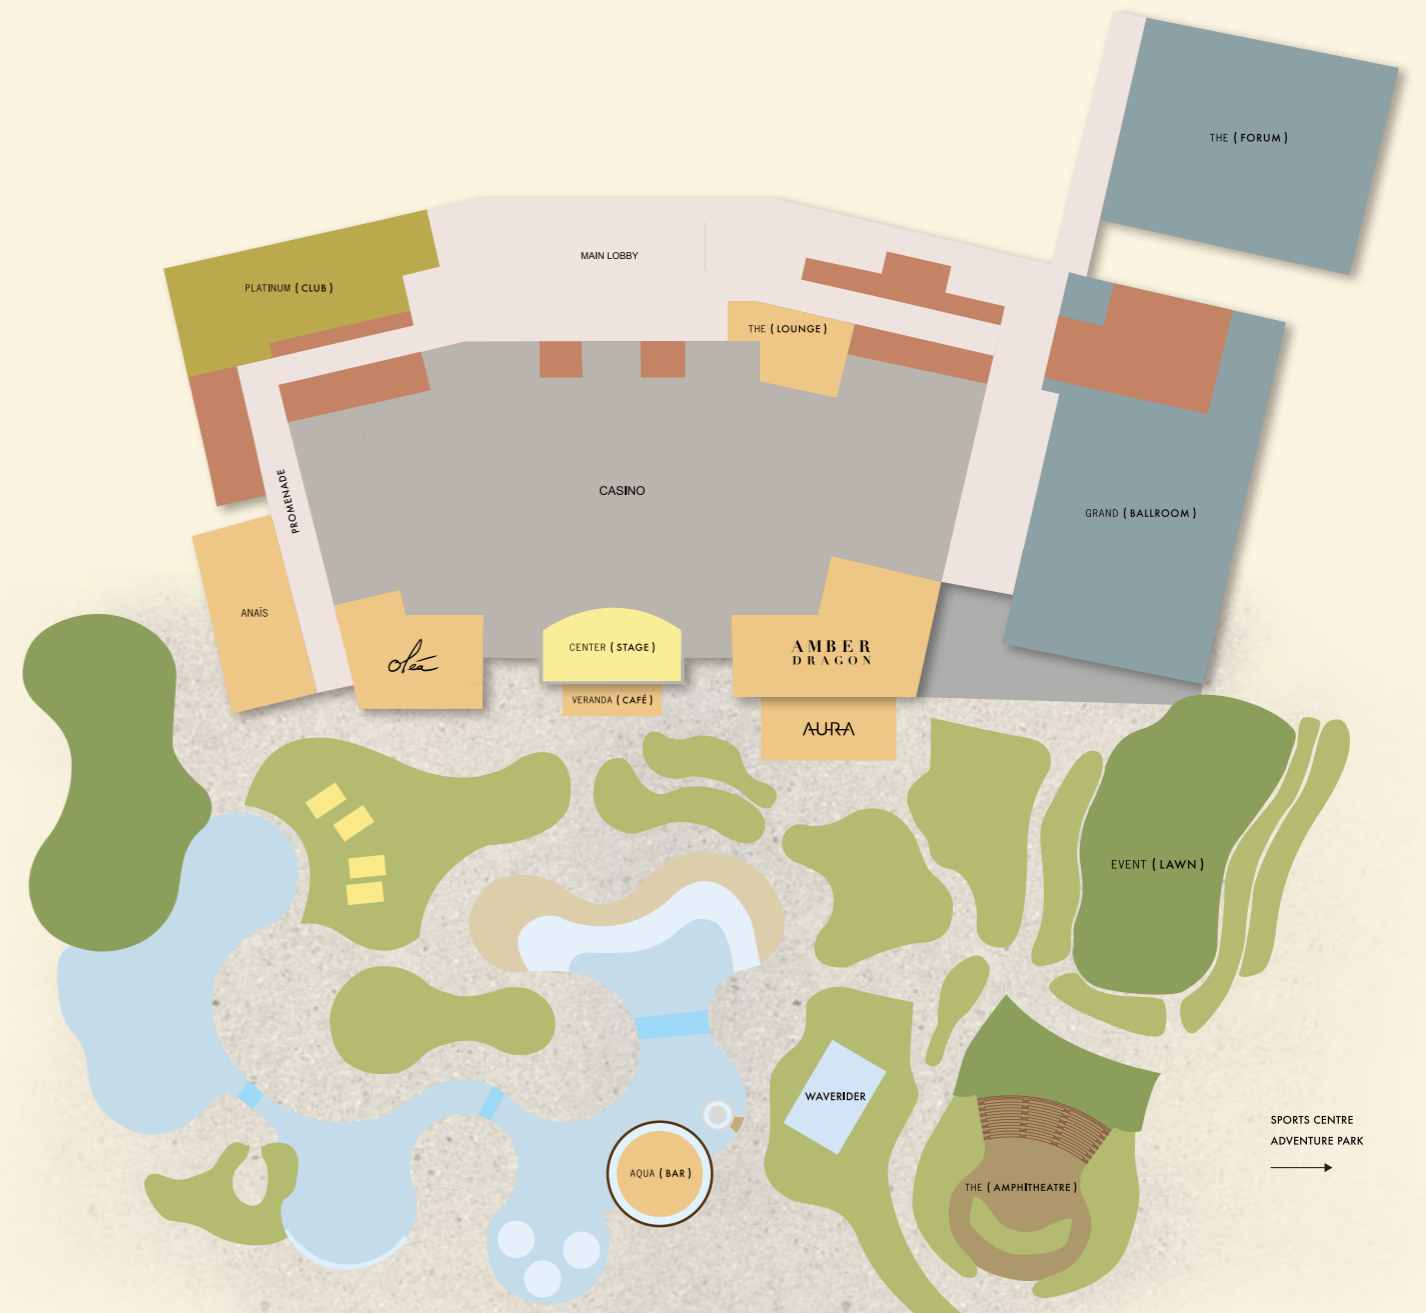 THE ( FORUM )
MAIN LOBBY
PLATINUM ( CLUB )
THE ( LOUNGE )
CASINO
PROMENADE
GRAND ( BALLROOM )
ANAÏS
oléa
CENTER ( STAGE )
AMBER
DRAGON
VERANDA ( CAFÉ )
AURA
EVENT ( LAWN )
WAVERIDER
SPORTS CENTRE
ADVENTURE PARK
AQUA ( BAR )
THE ( AMPHITHEATRE )